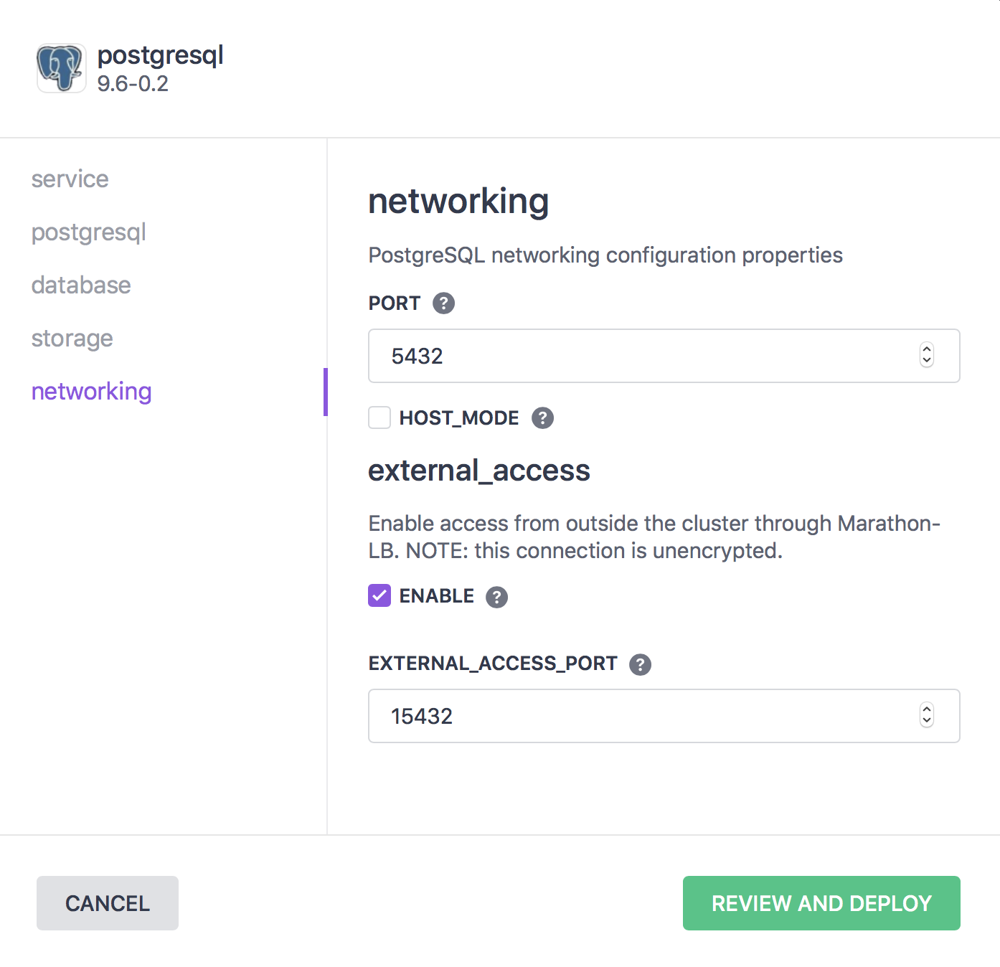 postgresql
9.6-0.2
service
postgresql
database
storage
networking
networking
PostgreSQL networking configuration properties
PORT ?
5432
HOST_MODE ?
external_access
Enable access from outside the cluster through Marathon-
LB. NOTE: this connection is unencrypted.
ENABLE ?
EXTERNAL_ACCESS_PORT ?
15432
CANCEL
REVIEW AND DEPLOY